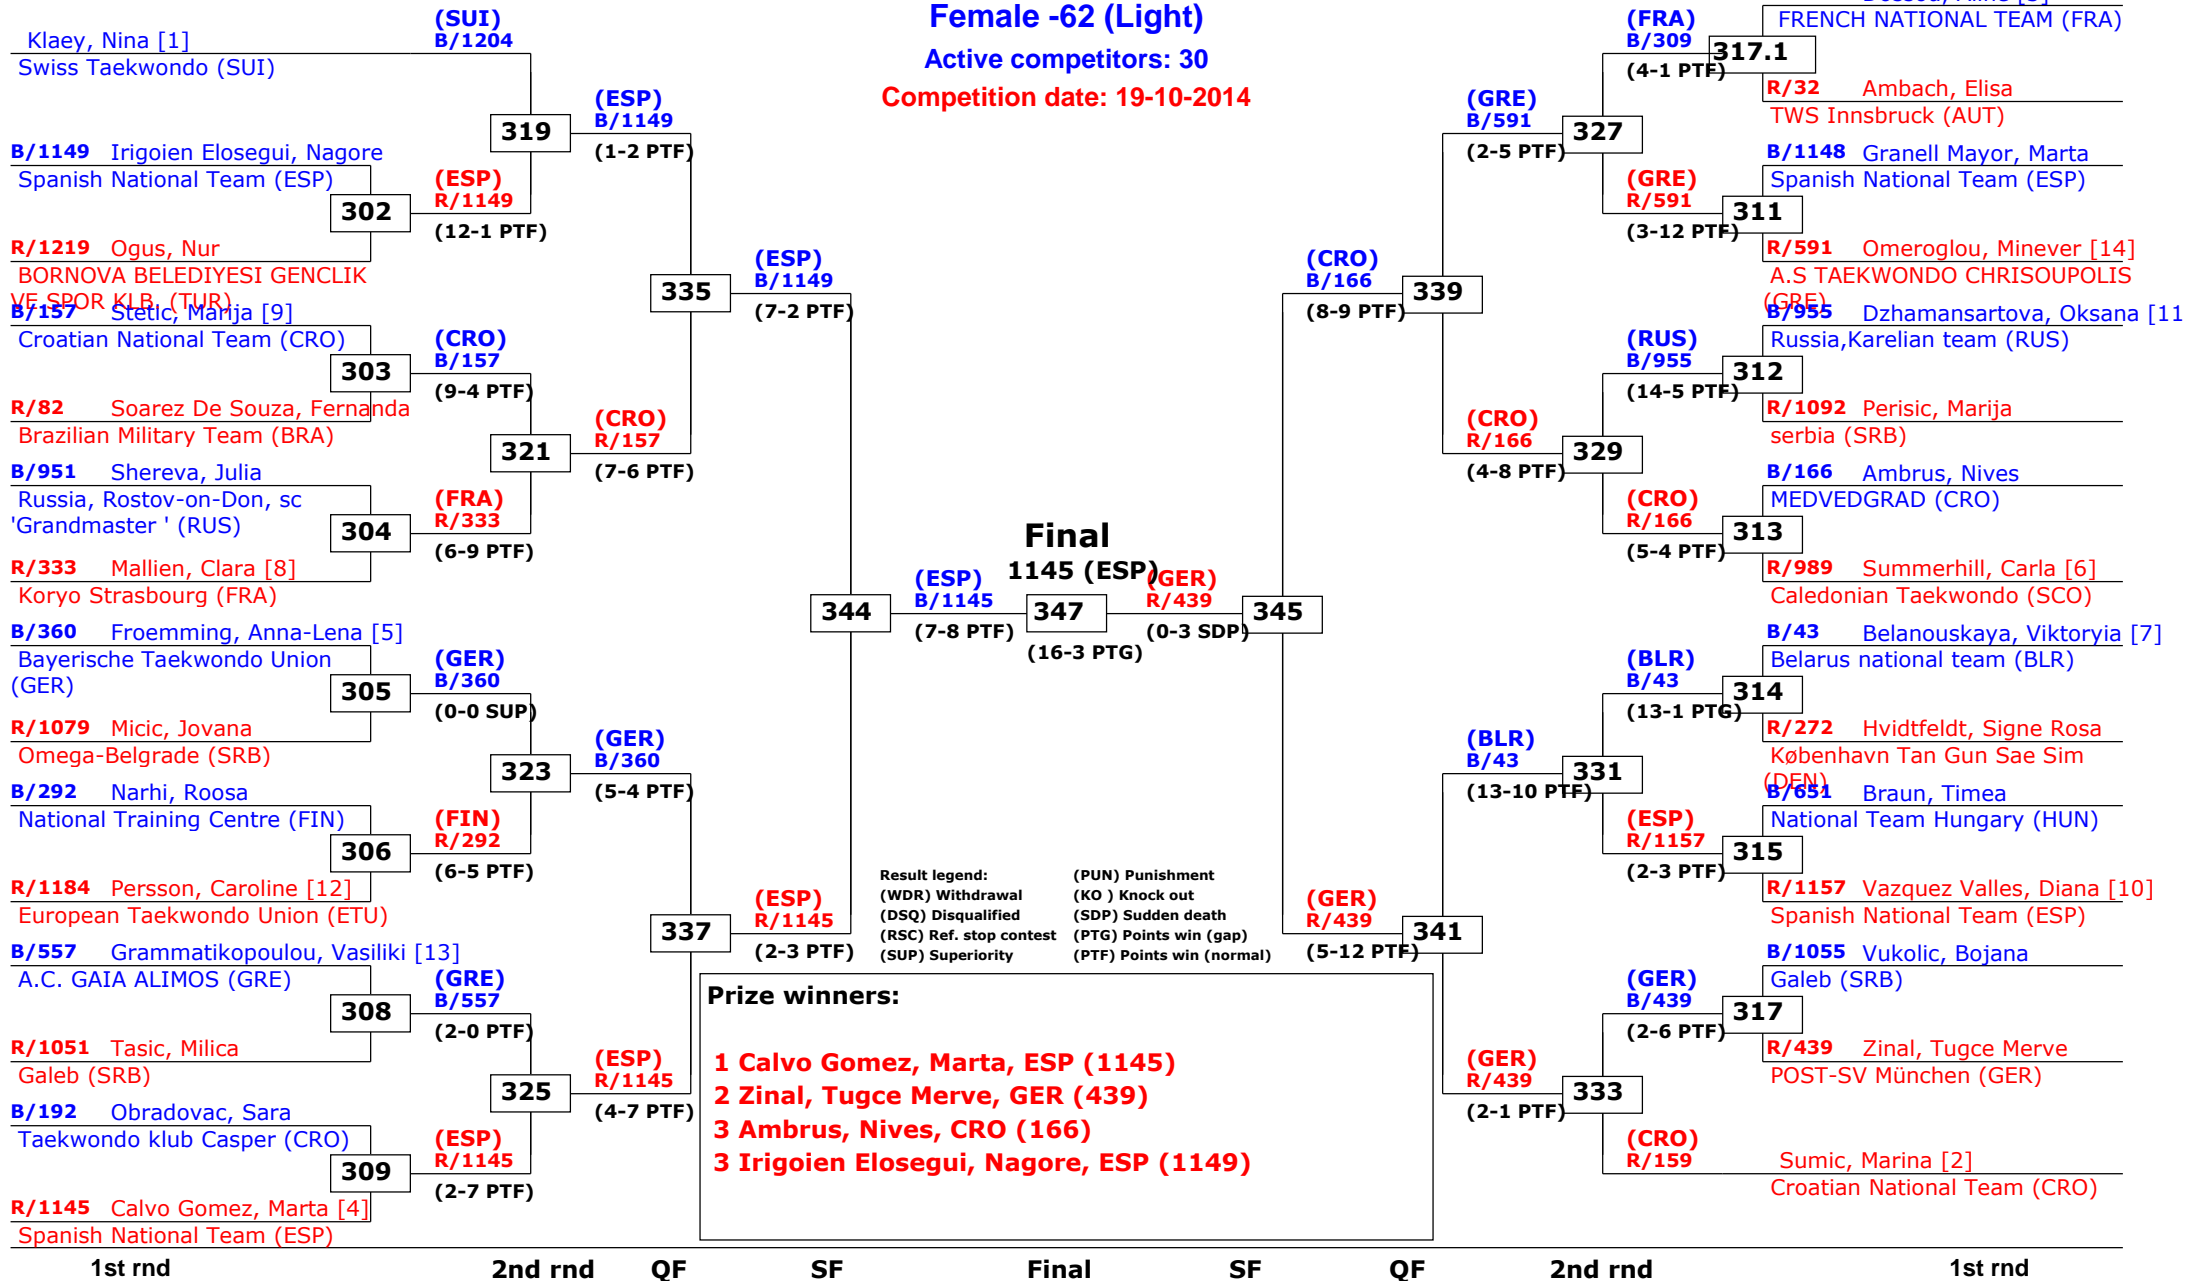 Female -62 (Light)
Active competitors: 30
Competition date: 19-10-2014
Klaey, Nina [1]
Swiss Taekwondo (SUI)
B/1149 Irigoien Elosegui, Nagore
Spanish National Team (ESP)
302
R/1219 Ogus, Nur
BORNOVA BELEDIYESI GENCLIK
VE SPOR KLB. (TUR)
B/157 Stetic, Marija [9]
Croatian National Team (CRO)
303
R/82 Soarez De Souza, Fernanda
Brazilian Military Team (BRA)
B/951 Shereva, Julia
Russia, Rostov-on-Don, sc
'Grandmaster ' (RUS)
304
R/333 Mallien, Clara [8]
Koryo Strasbourg (FRA)
B/360 Froemming, Anna-Lena [5]
Bayerische Taekwondo Union
(GER)
305
R/1079 Micic, Jovana
Omega-Belgrade (SRB)
B/292 Narhi, Roosa
National Training Centre (FIN)
306
R/1184 Persson, Caroline [12]
European Taekwondo Union (ETU)
B/557 Grammatikopoulou, Vasiliki [13]
A.C. GAIA ALIMOS (GRE)
308
R/1051 Tasic, Milica
Galeb (SRB)
B/192 Obradovac, Sara
Taekwondo klub Casper (CRO)
309
R/1145 Calvo Gomez, Marta [4]
Spanish National Team (ESP)
(SUI)
B/1204
319
(ESP)
R/1149
(12-1 PTF)
(CRO)
B/157
(9-4 PTF)
321
(FRA)
R/333
(6-9 PTF)
(GER)
B/360
(0-0 SUP)
323
(FIN)
R/292
(6-5 PTF)
(GRE)
B/557
(2-0 PTF)
325
(ESP)
R/1145
(2-7 PTF)
(ESP)
B/1149
(1-2 PTF)
335
(CRO)
R/157
(7-6 PTF)
(GER)
B/360
(5-4 PTF)
337
(ESP)
R/1145
(4-7 PTF)
(ESP)
B/1149
(7-2 PTF)
344
(ESP)
R/1145
(2-3 PTF)
(ESP)
B/1145
(7-8 PTF)
Final
1145 (ESP)
347
(16-3 PTG)
(GER)
R/439
(0-3 SDP)
345
(CRO)
B/166
(8-9 PTF)
339
(GER)
R/439
(5-12 PTF)
341
(GRE)
B/591
(2-5 PTF)
327
(CRO)
R/166
(4-8 PTF)
329
(BLR)
B/43
(13-10 PTF)
331
(GER)
R/439
(2-1 PTF)
333
(FRA)
B/309
(4-1 PTF)
317.1
(GRE)
R/591
(3-12 PTF)
311
(RUS)
B/955
(14-5 PTF)
312
(CRO)
R/166
(5-4 PTF)
313
(BLR)
B/43
(13-1 PTG)
314
(ESP)
R/1157
(2-3 PTF)
315
(GER)
B/439
(2-6 PTF)
317
(CRO)
R/159
FRENCH NATIONAL TEAM (FRA)
R/32 Ambach, Elisa
TWS Innsbruck (AUT)
B/1148 Granell Mayor, Marta
Spanish National Team (ESP)
R/591 Omeroglou, Minever [14]
A.S TAEKWONDO CHRISOUPOLIS
(GRE)
B/955 Dzhamansartova, Oksana [11
Russia,Karelian team (RUS)
R/1092 Perisic, Marija
serbia (SRB)
B/166 Ambrus, Nives
MEDVEDGRAD (CRO)
R/989 Summerhill, Carla [6]
Caledonian Taekwondo (SCO)
B/43 Belanouskaya, Viktoryia [7]
Belarus national team (BLR)
R/272 Hvidtfeldt, Signe Rosa
København Tan Gun Sae Sim
(DEN)
B/651 Braun, Timea
National Team Hungary (HUN)
R/1157 Vazquez Valles, Diana [10]
Spanish National Team (ESP)
B/1055 Vukolic, Bojana
Galeb (SRB)
R/439 Zinal, Tugce Merve
POST-SV München (GER)
Sumic, Marina [2]
Croatian National Team (CRO)
Result legend:
(WDR) Withdrawal
(DSQ) Disqualified
(RSC) Ref. stop contest
(SUP) Superiority
(PUN) Punishment
(KO ) Knock out
(SDP) Sudden death
(PTG) Points win (gap)
(PTF) Points win (normal)
Prize winners:
1 Calvo Gomez, Marta, ESP (1145)
2 Zinal, Tugce Merve, GER (439)
3 Ambrus, Nives, CRO (166)
3 Irigoien Elosegui, Nagore, ESP (1149)
1st rnd 2nd rnd QF SF Final SF QF 2nd rnd 1st rnd